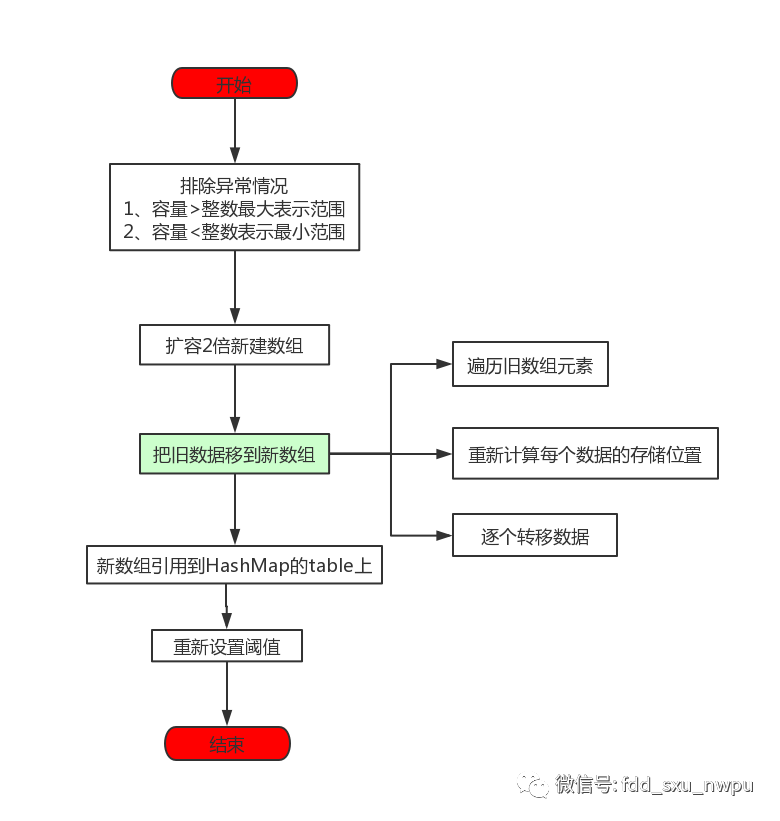 开始
排除异常情况
1、容量>整数最大表示范围
2、容量<整数表示最小范围
扩容2倍新建数组
遍历旧数组元素
把旧数据移到新数组
重新计算每个数据的存储位置
逐个转移数据
新数组引用到HashMap的table上
重新设置阈值
结束
微信号: fdd_sxu_nwpu